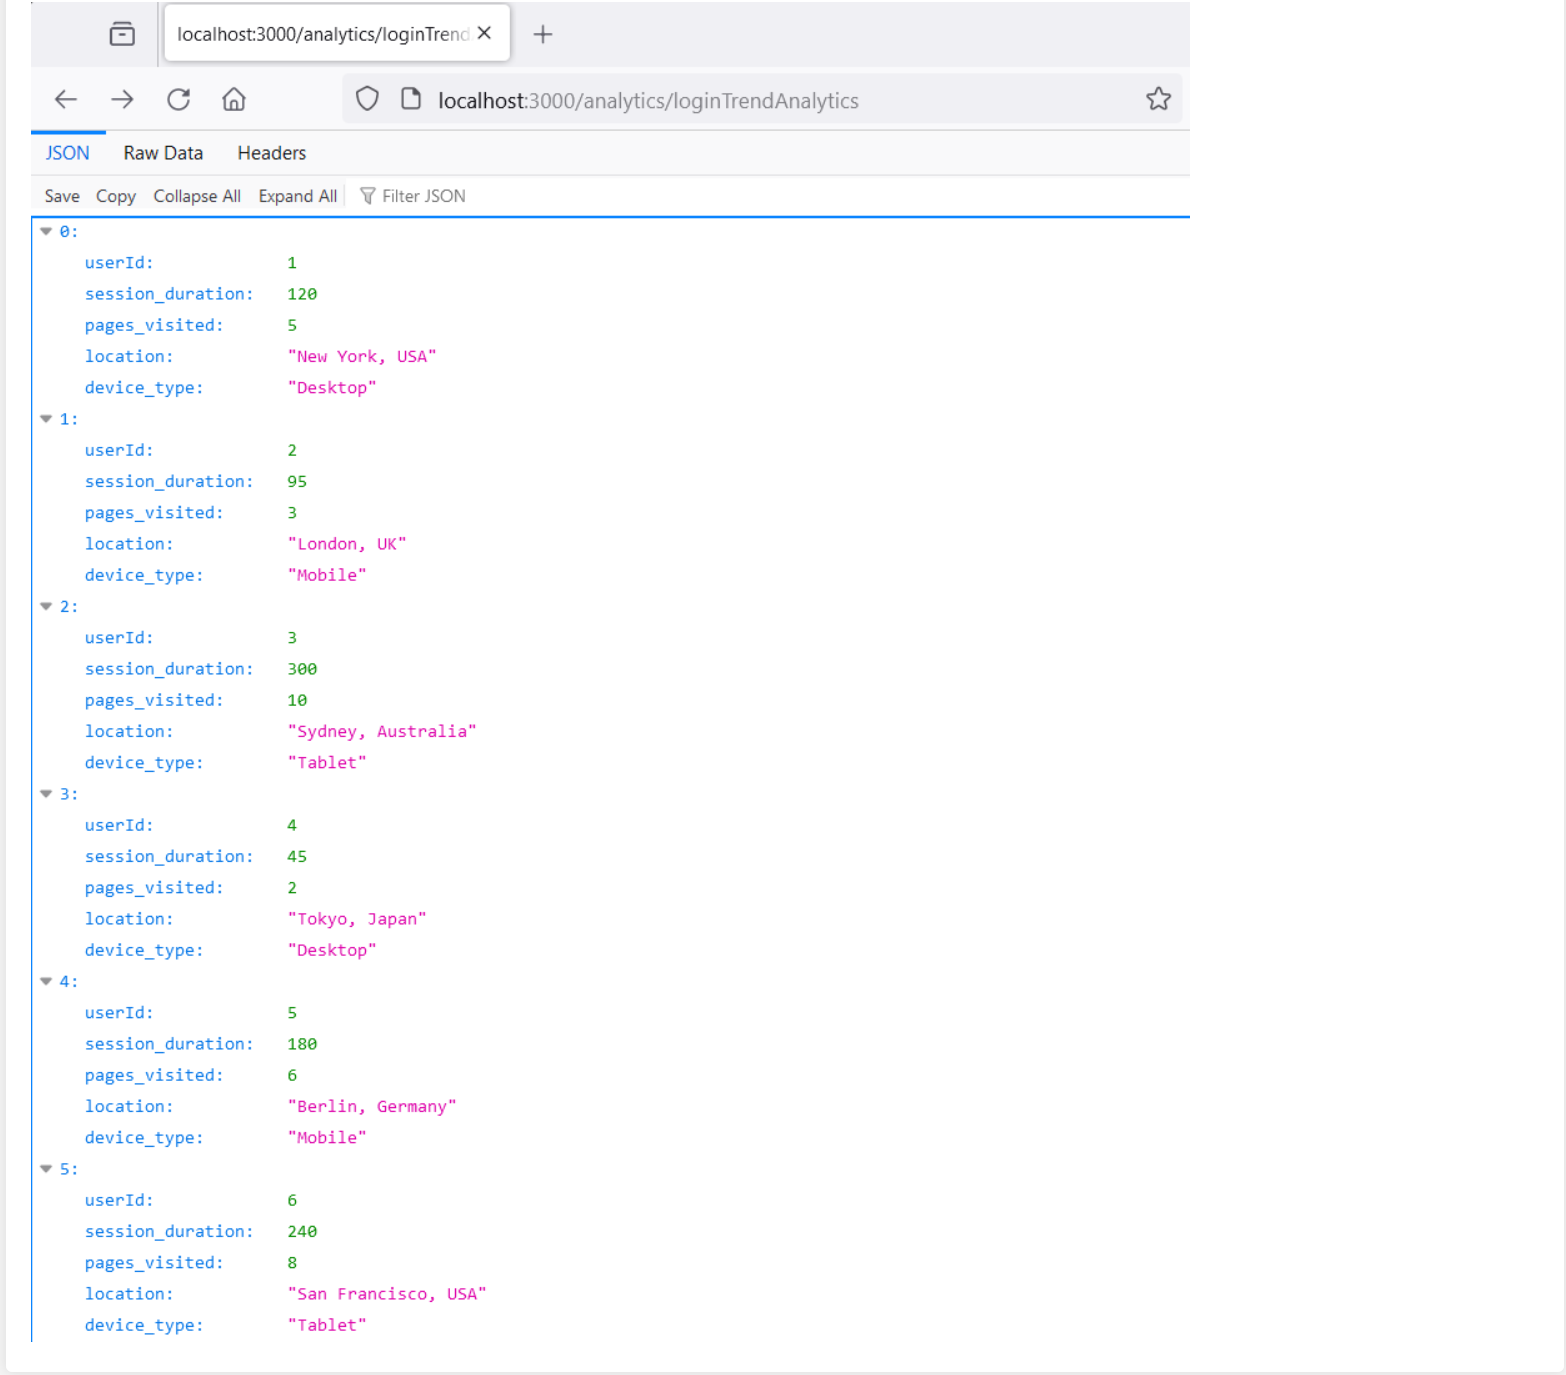 localhost:3000/analytics/loginTrend
localhost:3000/analytics/loginTrendAnalytics
JSON Raw Data Headers
Save Copy Collapse All Expand All Filter JSON
0:
userId: 1
session_duration: 120
pages_visited: 5
location: "New York, USA"
device_type: "Desktop"
1:
userId: 2
session_duration: 95
pages_visited: 3
location: "London, UK"
device_type: "Mobile"
2:
userId: 3
session_duration: 300
pages_visited: 10
location: "Sydney, Australia"
device_type: "Tablet"
3:
userId: 4
session_duration: 45
pages_visited: 2
location: "Tokyo, Japan"
device_type: "Desktop"
4:
userId: 5
session_duration: 180
pages_visited: 6
location: "Berlin, Germany"
device_type: "Mobile"
5:
userId: 6
session_duration: 240
pages_visited: 8
location: "San Francisco, USA"
device_type: "Tablet"